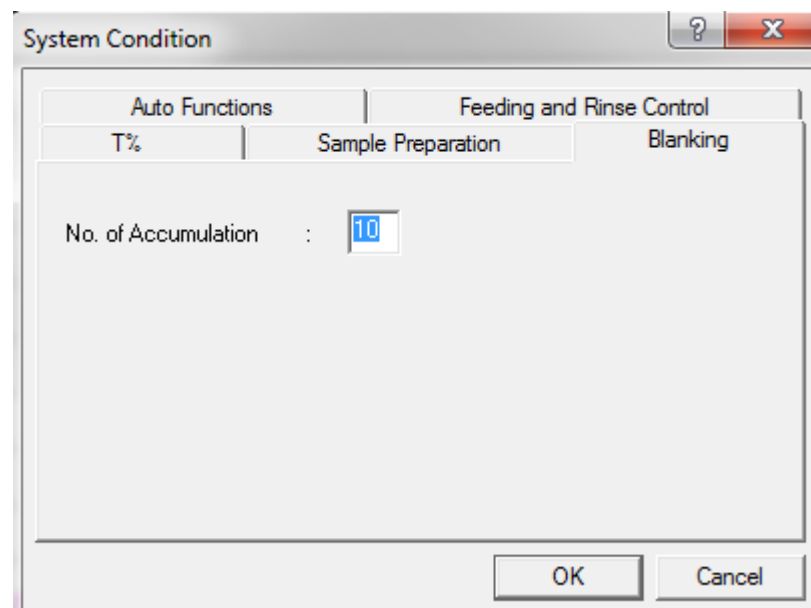 System Condition
Auto Functions
Feeding and Rinse Control
T%
Sample Preparation
Blanking
No. of Accumulation : 10
OK
Cancel